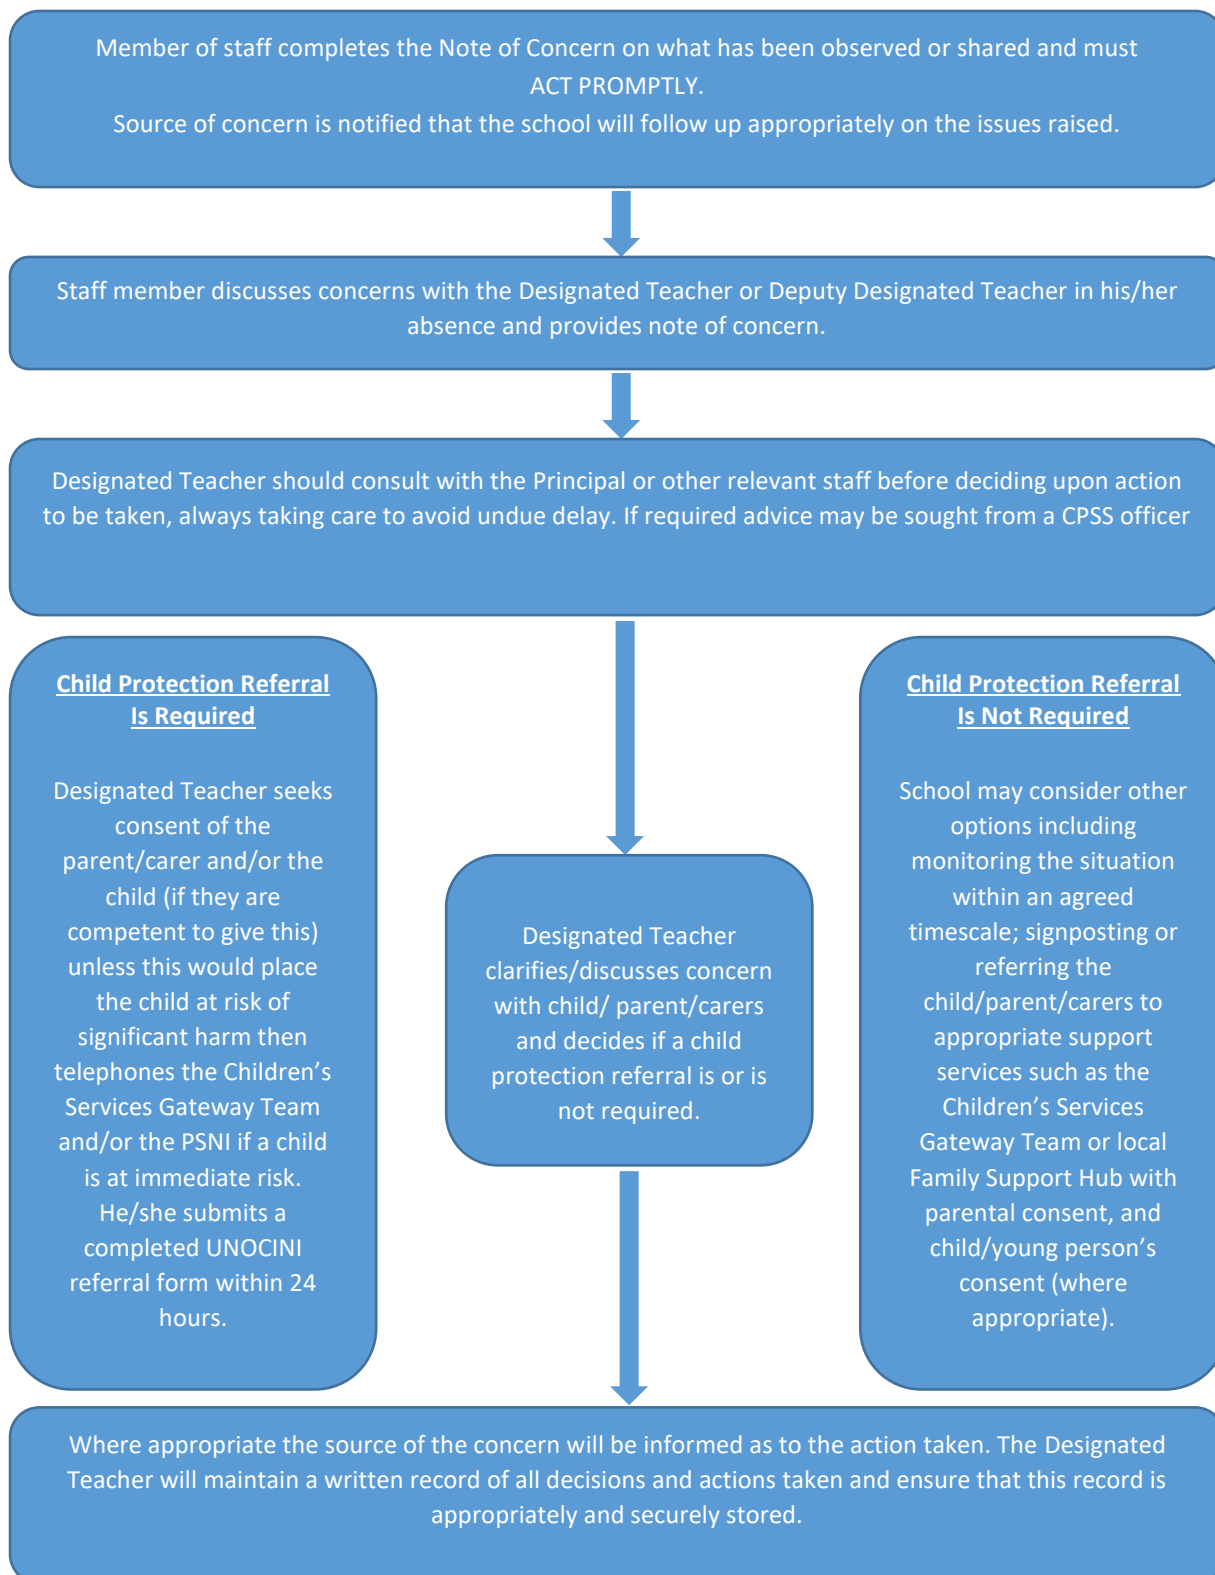 Member of staff completes the Note of Concern on what has been observed or shared and must
ACT PROMPTLY.
Source of concern is notified that the school will follow up appropriately on the issues raised.
Staff member discusses concerns with the Designated Teacher or Deputy Designated Teacher in his/her
absence and provides note of concern.
Designated Teacher should consult with the Principal or other relevant staff before deciding upon action
to be taken, always taking care to avoid undue delay. If required advice may be sought from a CPSS officer
Child Protection Referral
Is Required
Designated Teacher seeks
consent of the
parent/carer and/or the
child (if they are
competent to give this)
unless this would place
the child at risk of
significant harm then
telephones the Children’s
Services Gateway Team
and/or the PSNI if a child
is at immediate risk.
He/she submits a
completed UNOCINI
referral form within 24
hours.
Designated Teacher
clarifies/discusses concern
with child/ parent/carers
and decides if a child
protection referral is or is
not required.
Child Protection Referral
Is Not Required
School may consider other
options including
monitoring the situation
within an agreed
timescale; signposting or
referring the
child/parent/carers to
appropriate support
services such as the
Children’s Services
Gateway Team or local
Family Support Hub with
parental consent, and
child/young person’s
consent (where
appropriate).
Where appropriate the source of the concern will be informed as to the action taken. The Designated
Teacher will maintain a written record of all decisions and actions taken and ensure that this record is
appropriately and securely stored.